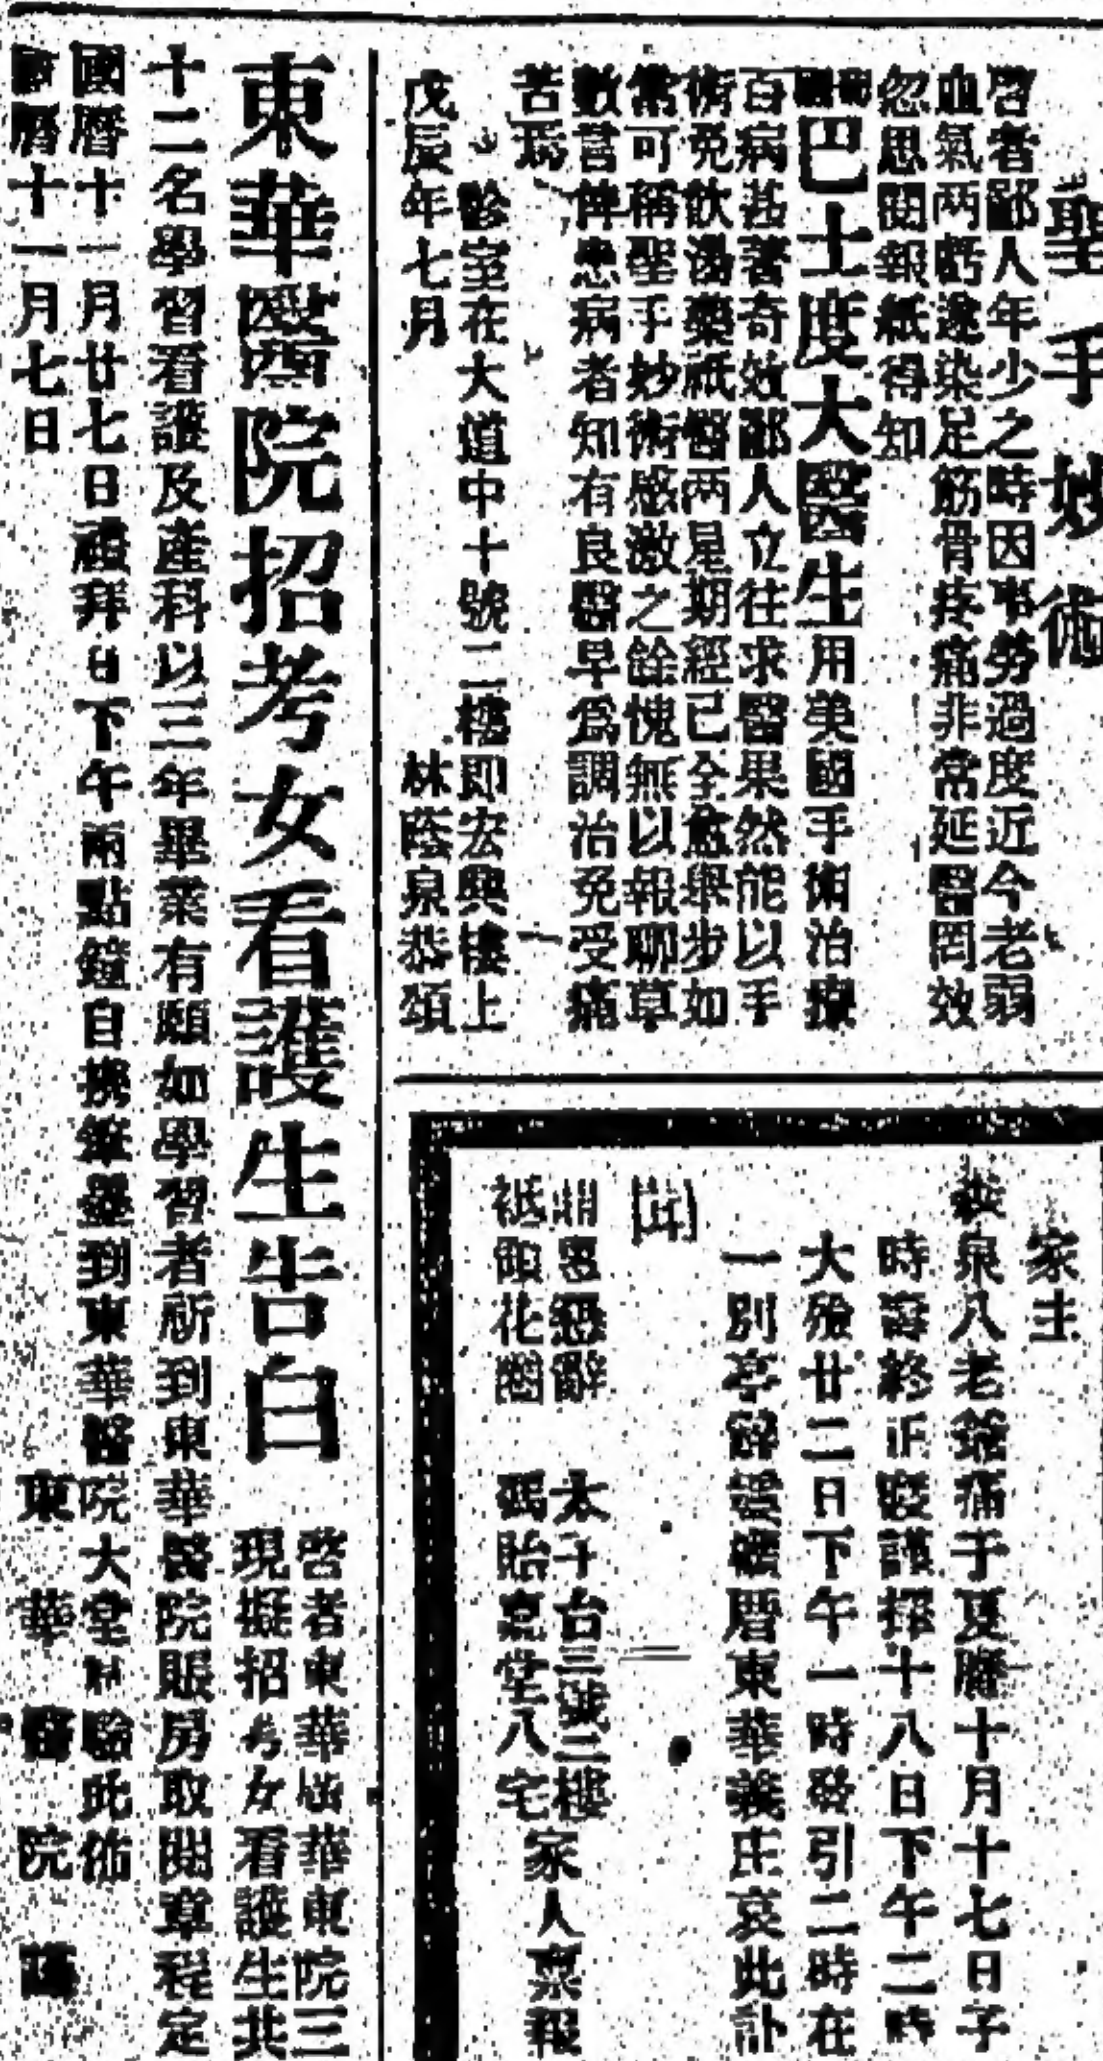 聖手妙術
啓者鄙人年少之時因事勞過度近今老弱
血氣両虧遂染足筋骨疼痛非常延醫罔效
忽思閱報紙得知
巴士度大醫生用美國手術治療
百病甚著奇效鄙人立往求醫果然能以手
術免飲湯藥祇醫两星期經已全愈舉步如
常可稱聖手妙術感激之餘愧無以報聊草
數言俾患病者知有良醫早爲調治免受痛
苦焉
診室在大道中十號二樓即宏興樓上
戊辰年七月 林蔭泉恭頌
家主
泉八老爺痛于夏曆十月十七日子
時壽終正寢謹擇十八日下午二時
大殮廿二日下午一時發引二時在
一別亭辭靈 東華義庄哀此訃
聞
懇辭 太子台三號二樓
祗領花圈 馮貽 堂八宅家人稟報
東華醫院招考女看護生告白
啓者東華 華東院三
現擬招考女看護生共
十二名學習看護及產科以三年畢業有願如學習者祈到東華醫院賬房取閱章程定
國曆十一月廿七日禮拜日下午兩點鐘自携筆墨到東華醫院大堂 驗此佈
舊曆十一月七日 東華醫院